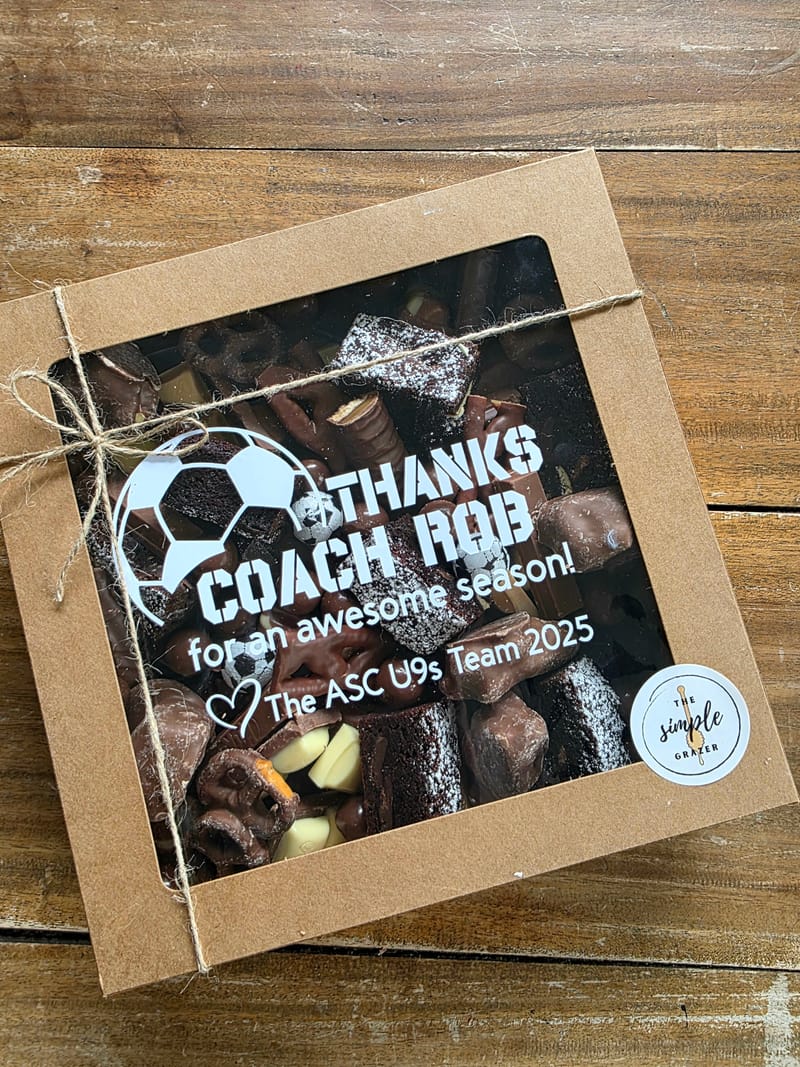 THANKS
COACH ROB
for an awesome season!
The ASC U9s Team 2025
THE
simple
GRAZER